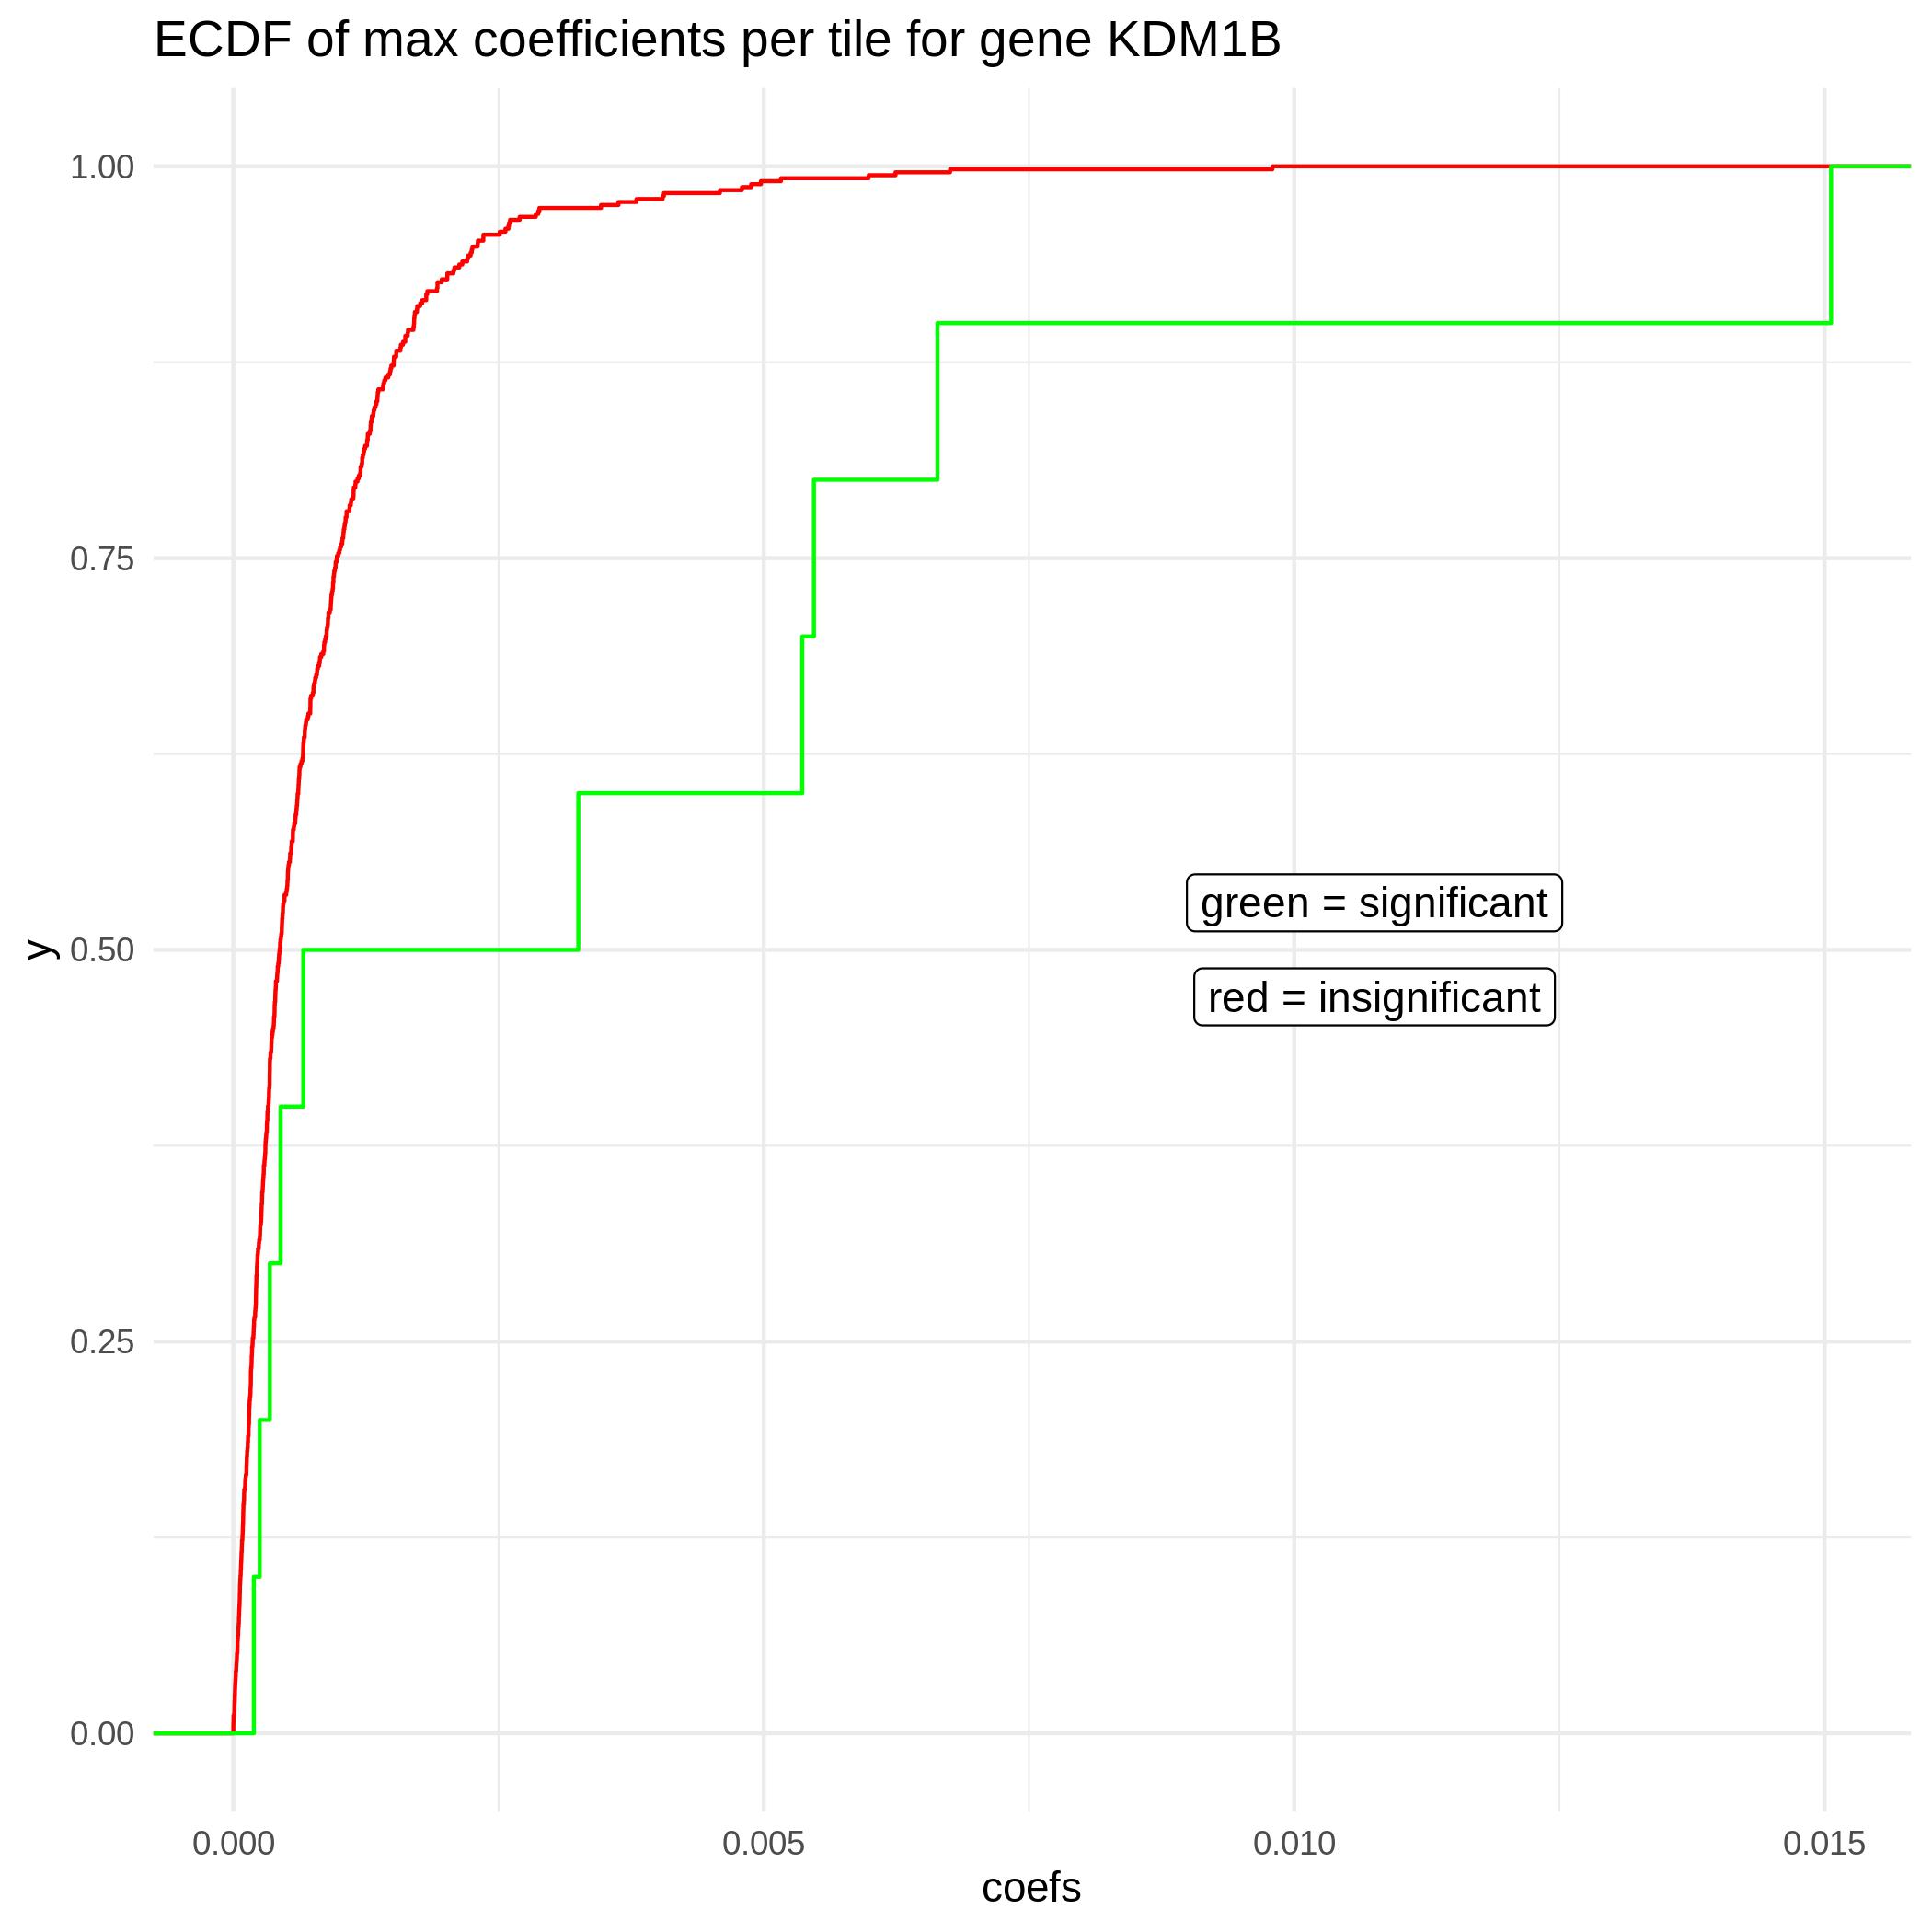 ECDF of max coefficients per tile for gene KDM1B
1.00
0.75
0.50
0.25
0.00
y
green = significant
red = insignificant
0.000 0.005 0.010 0.015
coefs